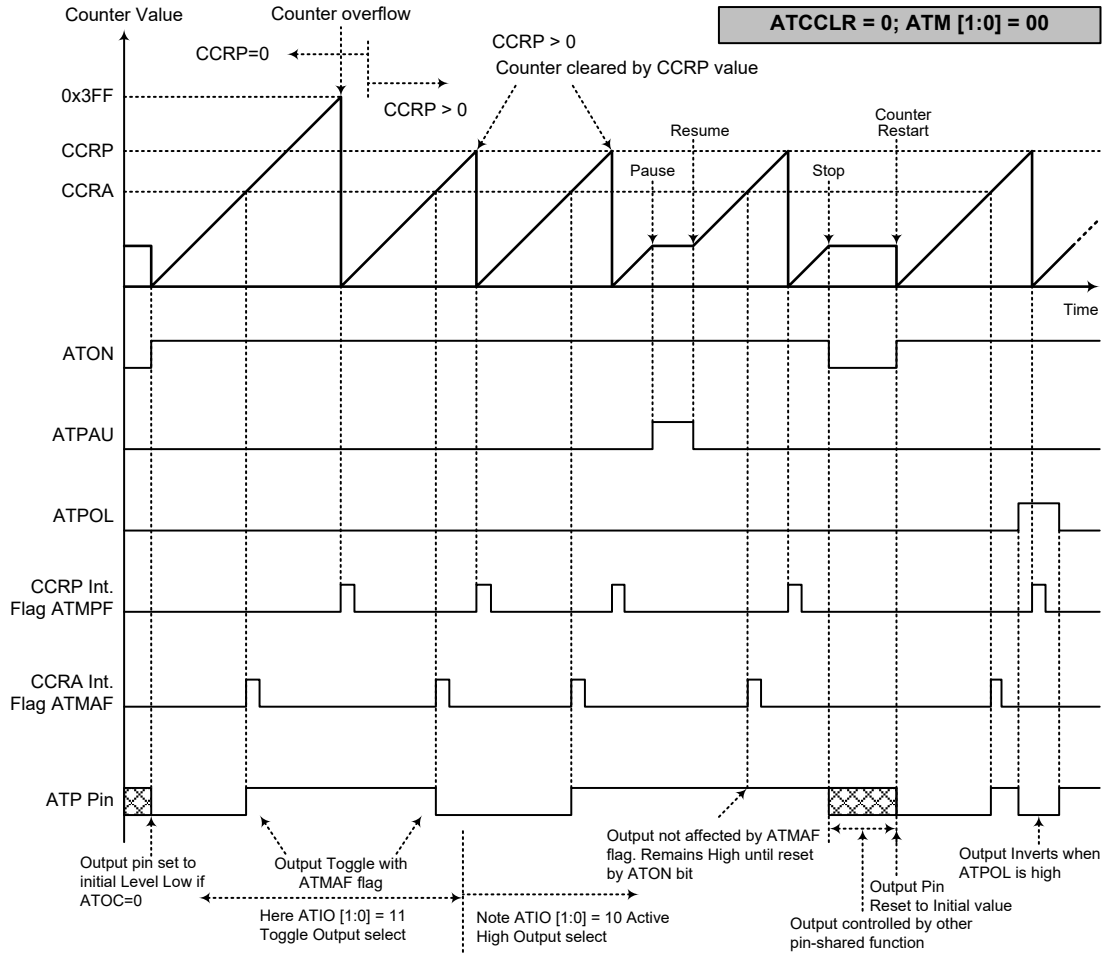 Counter Value
Counter overflow
ATCCLR = 0; ATM [1:0] = 00
CCRP=0
CCRP > 0
CCRP > 0
Counter cleared by CCRP value
0x3FF
CCRP
CCRA
Pause
Resume
Stop
Counter
Restart
Time
ATON
ATPAU
ATPOL
CCRP Int.
Flag ATMPF
CCRA Int.
Flag ATMAF
ATP Pin
Output pin set to
initial Level Low if
ATOC=0
Output Toggle with
ATMAF flag
Here ATIO [1:0] = 11
Toggle Output select
Note ATIO [1:0] = 10 Active
High Output select
Output not affected by ATMAF
flag. Remains High until reset
by ATON bit
Output Pin
Reset to Initial value
Output controlled by other
pin-shared function
Output Inverts when
ATPOL is high